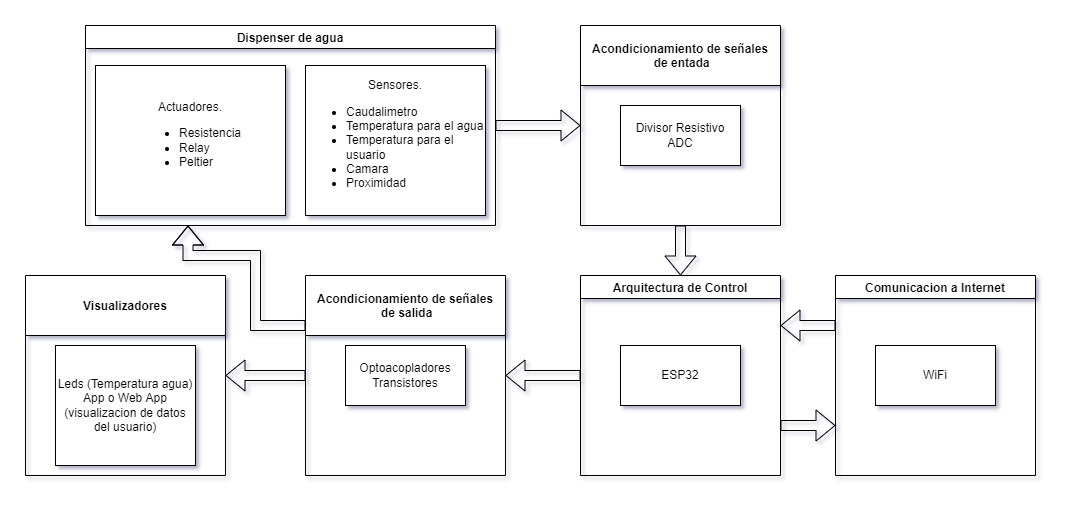 Dispenser de agua
Actuadores.
Resistencia
Relay
Peltier
Sensores.
Caudalimetro
Temperatura para el agua
Temperatura para el
usuario
Camara
Proximidad
Acondicionamiento de señales
de entada
Divisor Resistivo
ADC
Visualizadores
Leds (Temperatura agua)
App o Web App
(visualizacion de datos
del usuario)
Acondicionamiento de señales
de salida
Optoacopladores
Transistores
Arquitectura de Control
ESP32
Comunicacion a Internet
WiFi